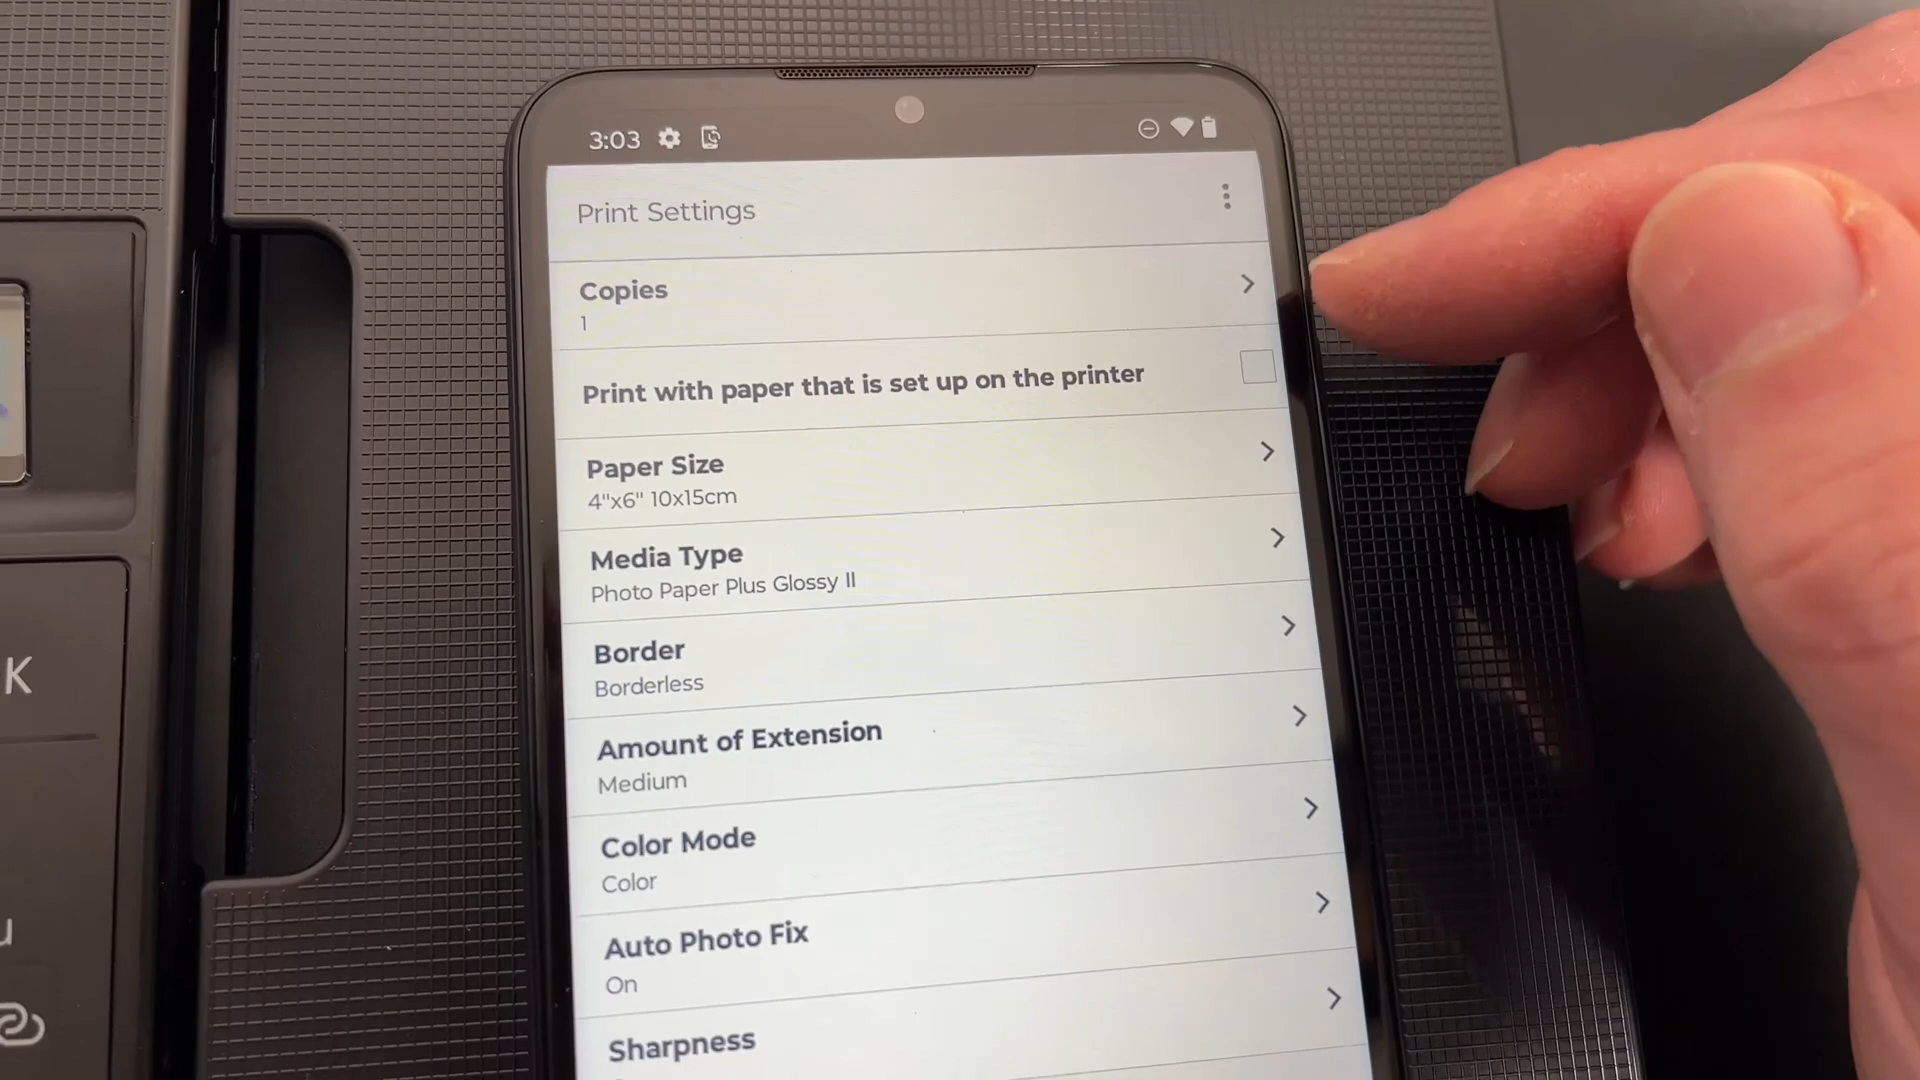 3:03
Print Settings
Copies
1
Print with paper that is set up on the printer
Paper Size
4"x6" 10x15cm
Media Type
Photo Paper Plus Glossy II
Border
Borderless
Amount of Extension
Medium
Color Mode
Color
Auto Photo Fix
On
Sharpness
K
u